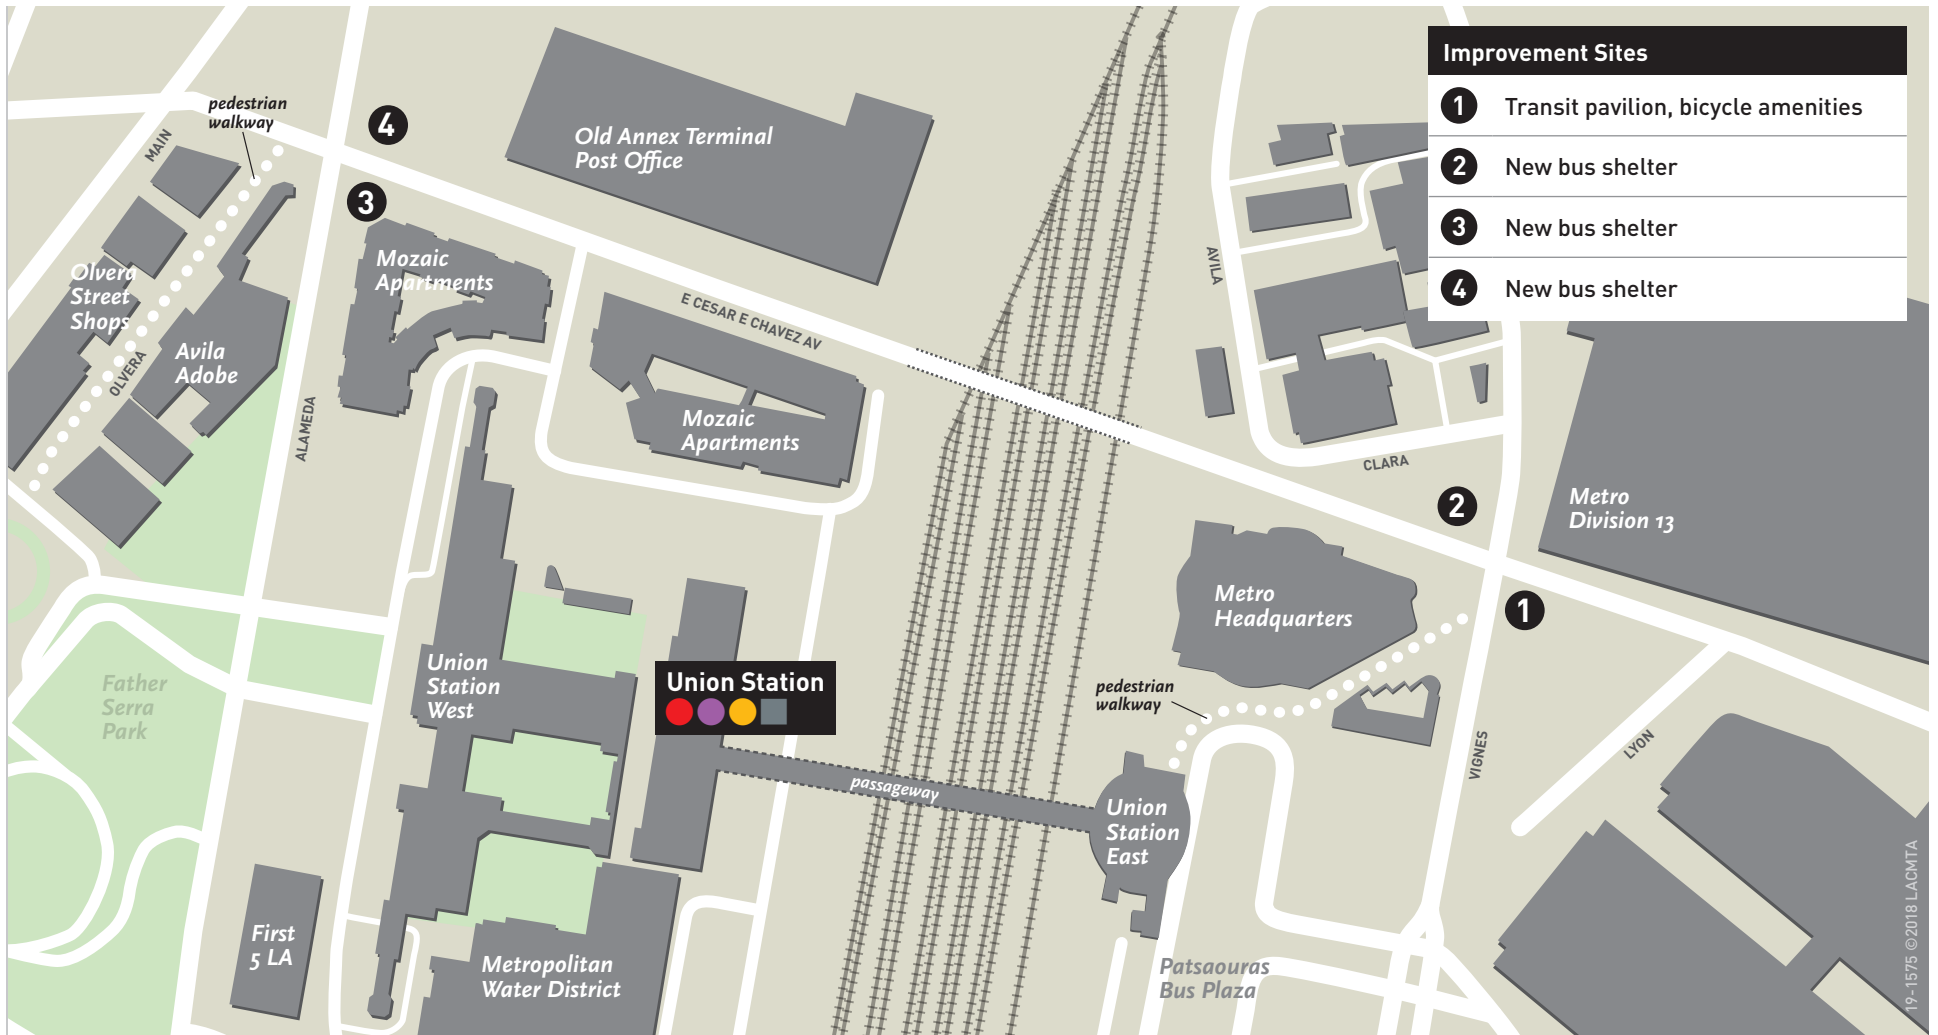 Improvement Sites
1 Transit pavilion, bicycle amenities
2 New bus shelter
3 New bus shelter
4 New bus shelter
pedestrian
walkway
MAIN
4
3
Old Annex Terminal
Post Office
Mozaic
Apartments
Olvera
Street
Shops
OLVERA
Avila
Adobe
ALAMEDA
E CESAR E CHAVEZ AV
Mozaic
Apartments
AVILA
CLARA
2
Metro
Division 13
Metro
Headquarters
1
Father
Serra
Park
Union
Station
West
Union Station
pedestrian
walkway
passageway
Union
Station
East
VIGNES
LYON
First
5 LA
Metropolitan
Water District
Patsaouras
Bus Plaza
19-1575 ©2018 LACMTA